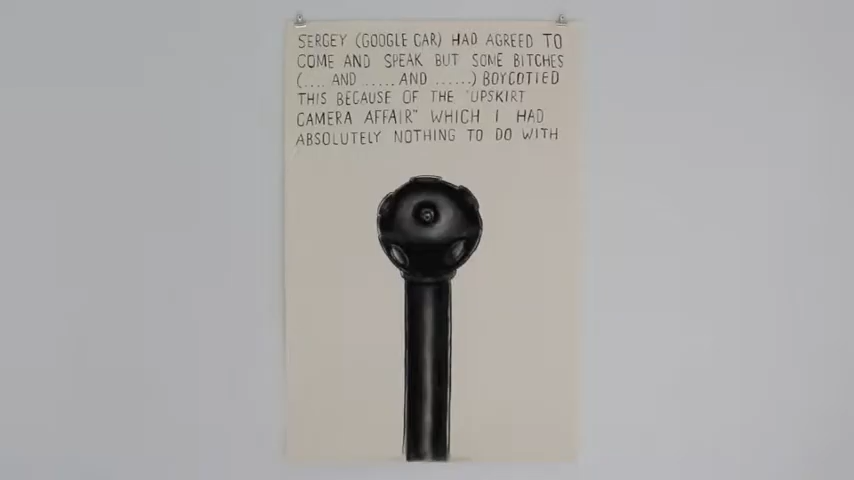 SERGEY (GOOGLE CAR) HAD AGREED TO
COME AND SPEAK BUT SOME BITCHES
(.... AND ...... AND ......) BOYCOTIED
THIS BECAUSE OF THE "UPSKIRT
CAMERA AFFAIR" WHICH I HAD
ABSOLUTELY NOTHING TO DO WITH